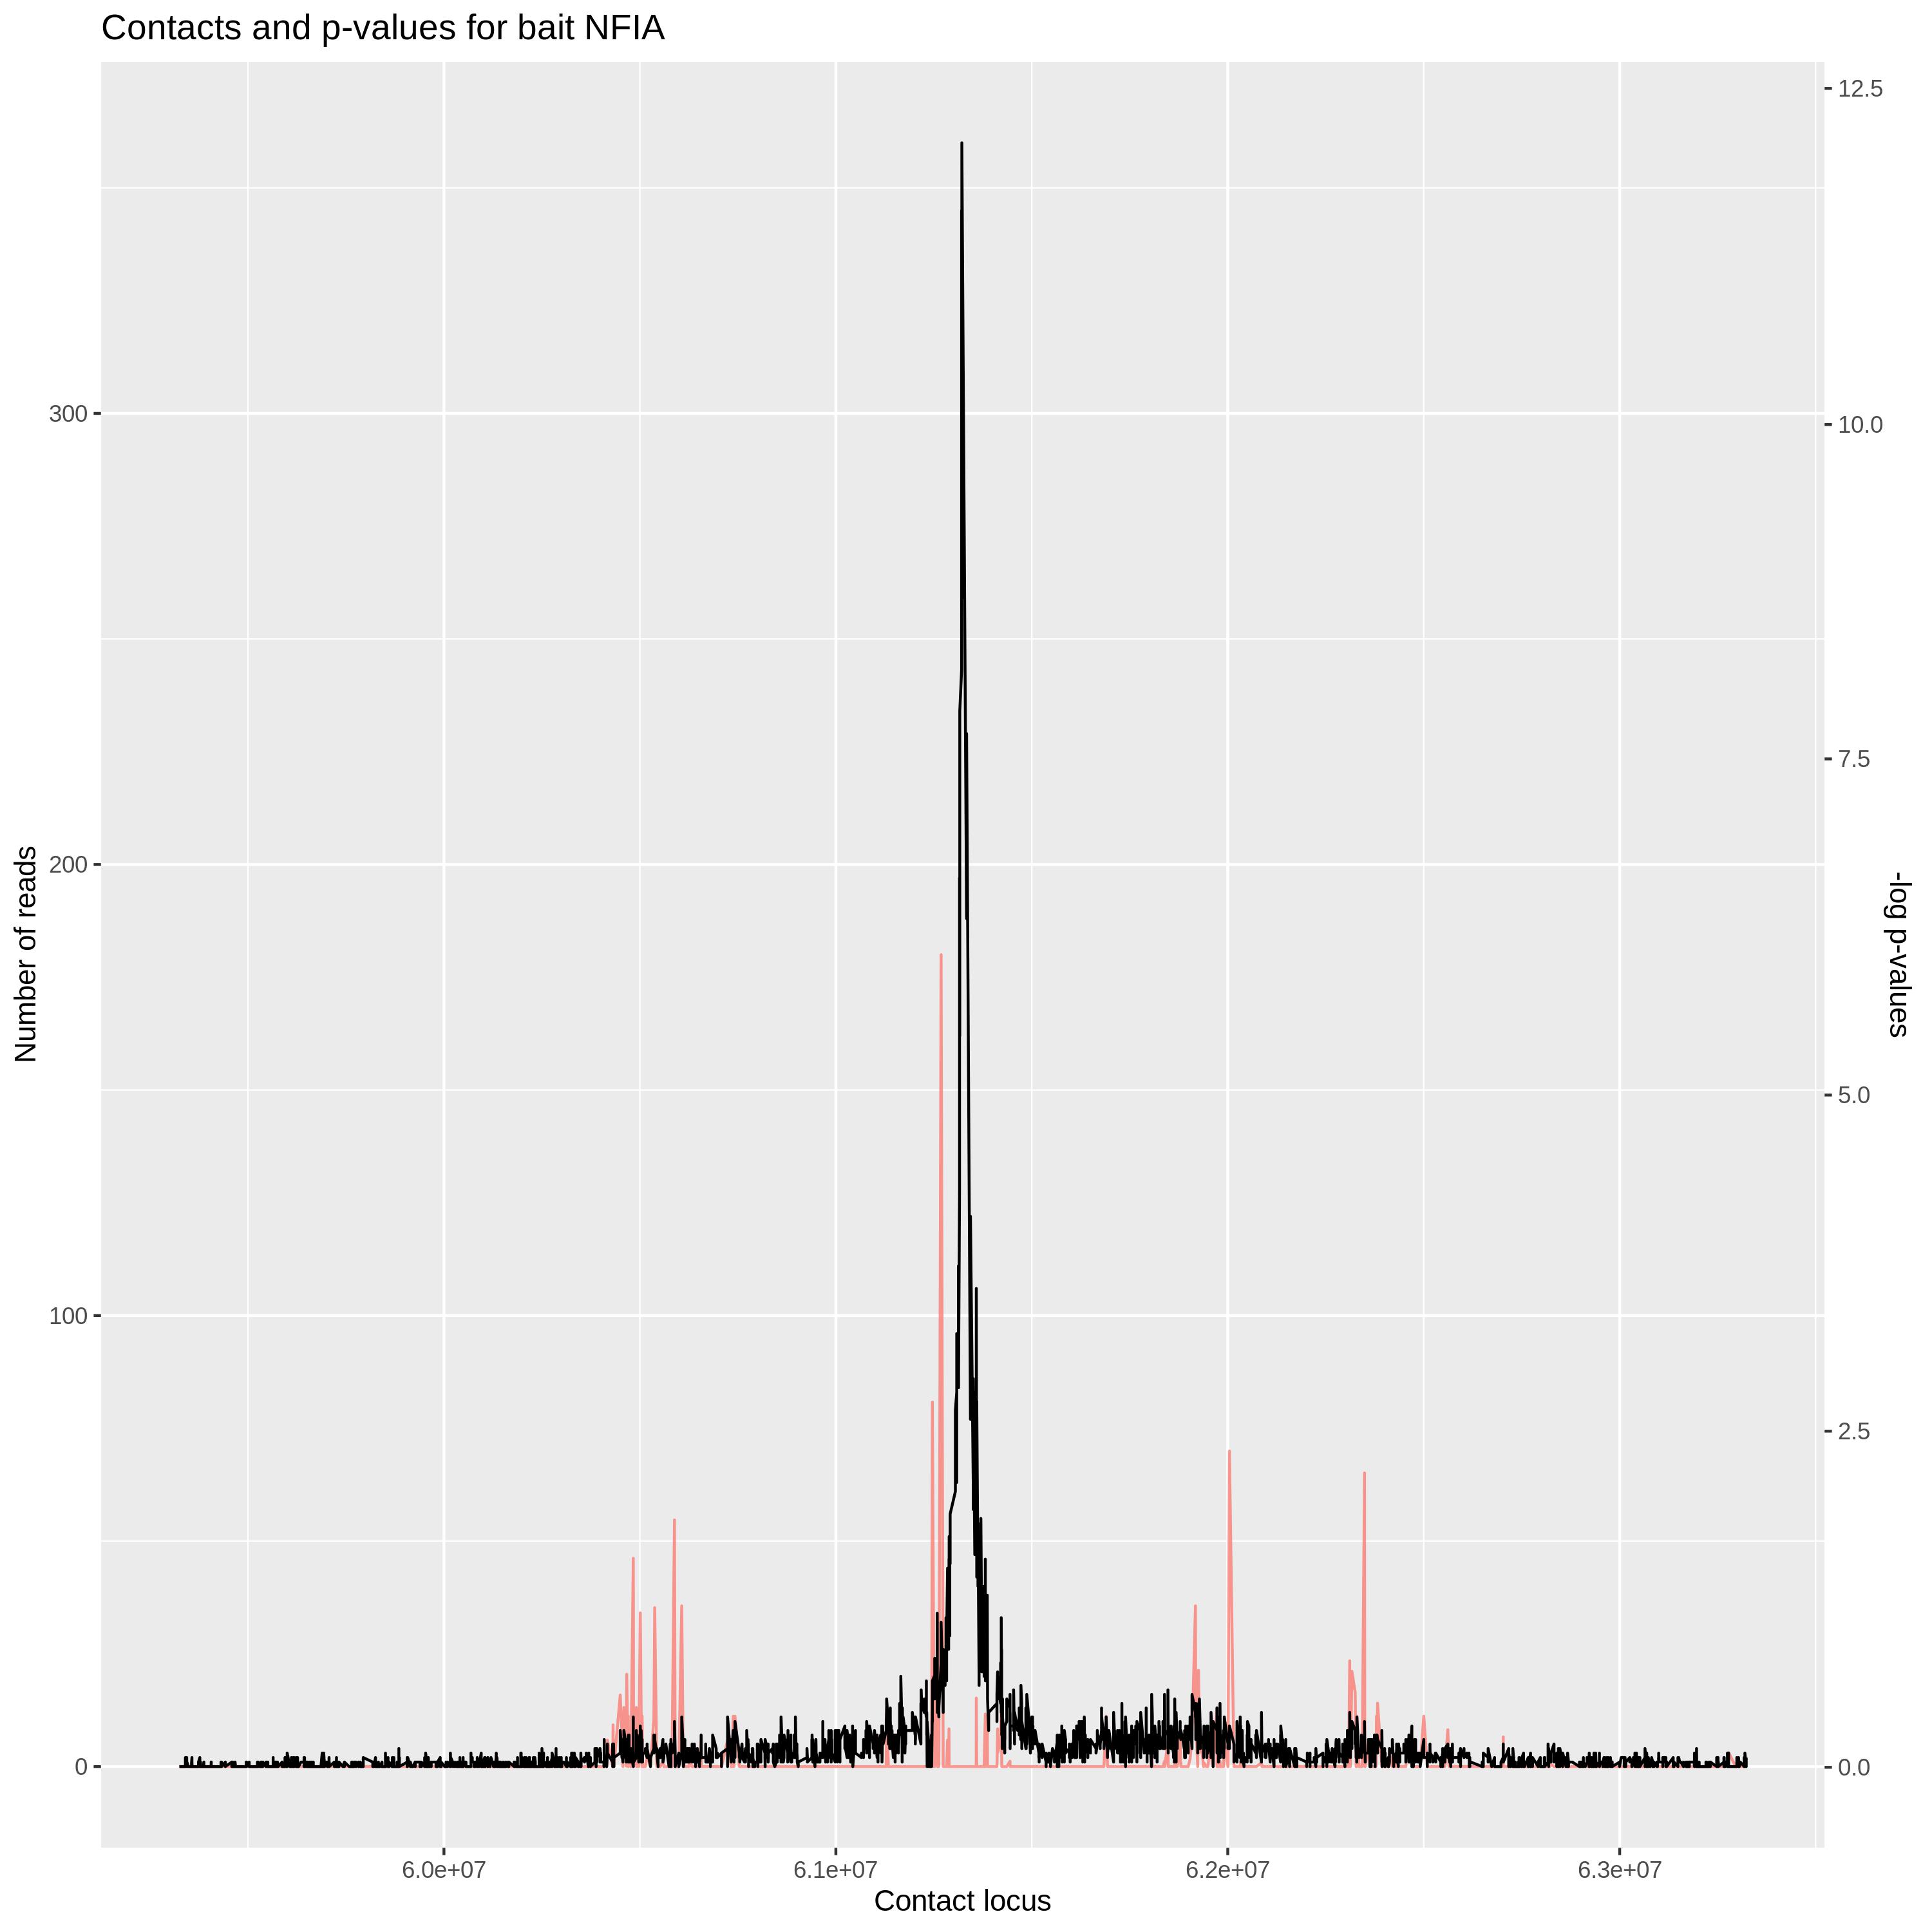 Contacts and p-values for bait NFIA
12.5
10.0
7.5
5.0
2.5
0.0
300
200
100
0
Number of reads
-log p-values
6.0e+07
6.1e+07
6.2e+07
6.3e+07
Contact locus